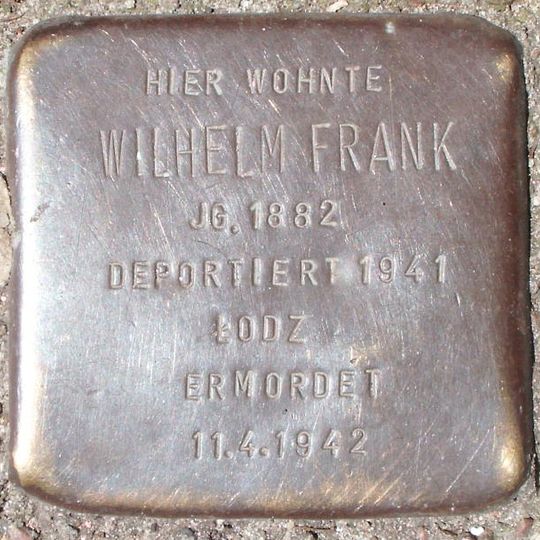 HIER WOHNTE
WILHELM FRANK
JG. 1882
DEPORTIERT 1941
ŁODZ
ERMORDET
11.4.1942